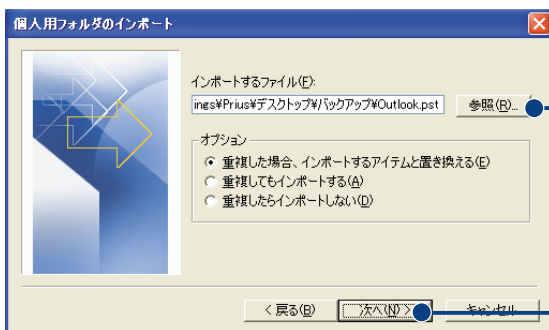 個人用フォルダのインポート
インポートするファイル(F):
ings¥Prius¥デスクトップ¥バックアップ¥Outlook.pst
参照(R)...
オプション
重複した場合、インポートするアイテムと置き換える(E)
重複してもインポートする(A)
重複したらインポートしない(D)
< 戻る(B)
次へ(N) >
キャンセル